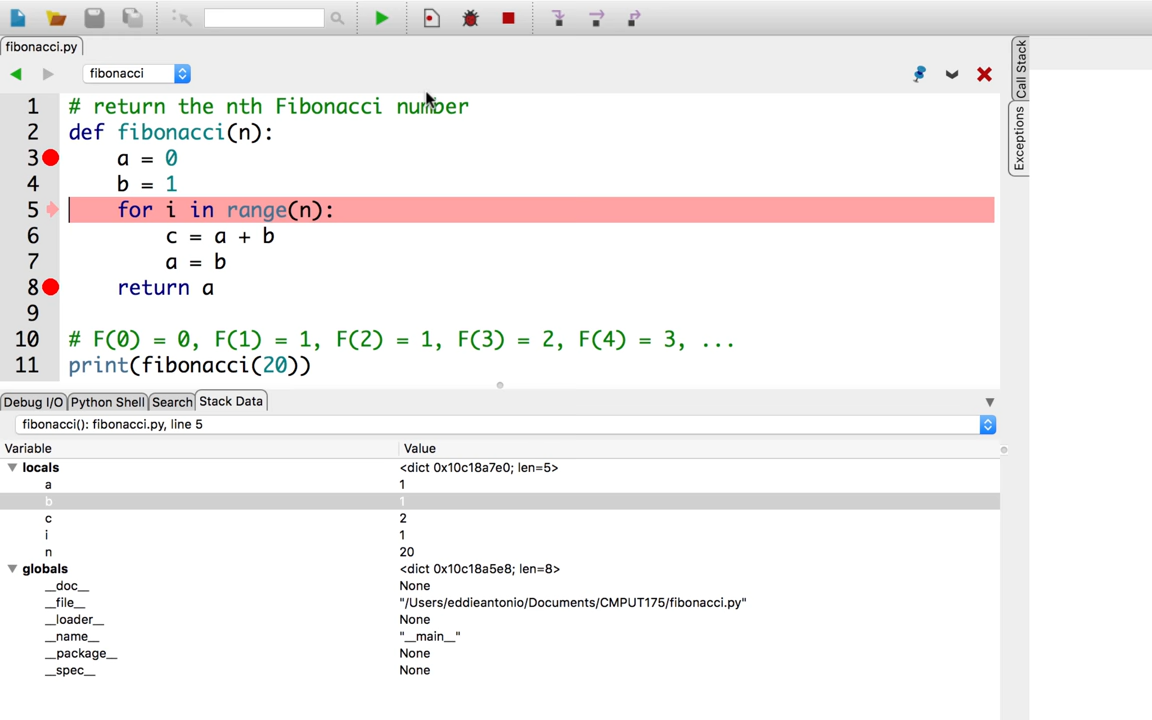 fibonacci.py
fibonacci
1 # return the nth Fibonacci number
2 def fibonacci(n):
3 a = 0
4 b = 1
5 for i in range(n):
6 c = a + b
7 a = b
8 return a
9
10 # F(0) = 0, F(1) = 1, F(2) = 1, F(3) = 2, F(4) = 3, ...
11 print(fibonacci(20))
Call Stack
Exceptions
Debug I/O Python Shell Search Stack Data
fibonacci(): fibonacci.py, line 5
Variable Value
locals <dict 0x10c18a7e0; len=5>
a 1
b 1
c 2
i 1
n 20
globals <dict 0x10c18a5e8; len=8>
__doc__ None
__file__ "/Users/eddieantonio/Documents/CMPUT175/fibonacci.py"
__loader__ None
__name__ "__main__"
__package__ None
__spec__ None